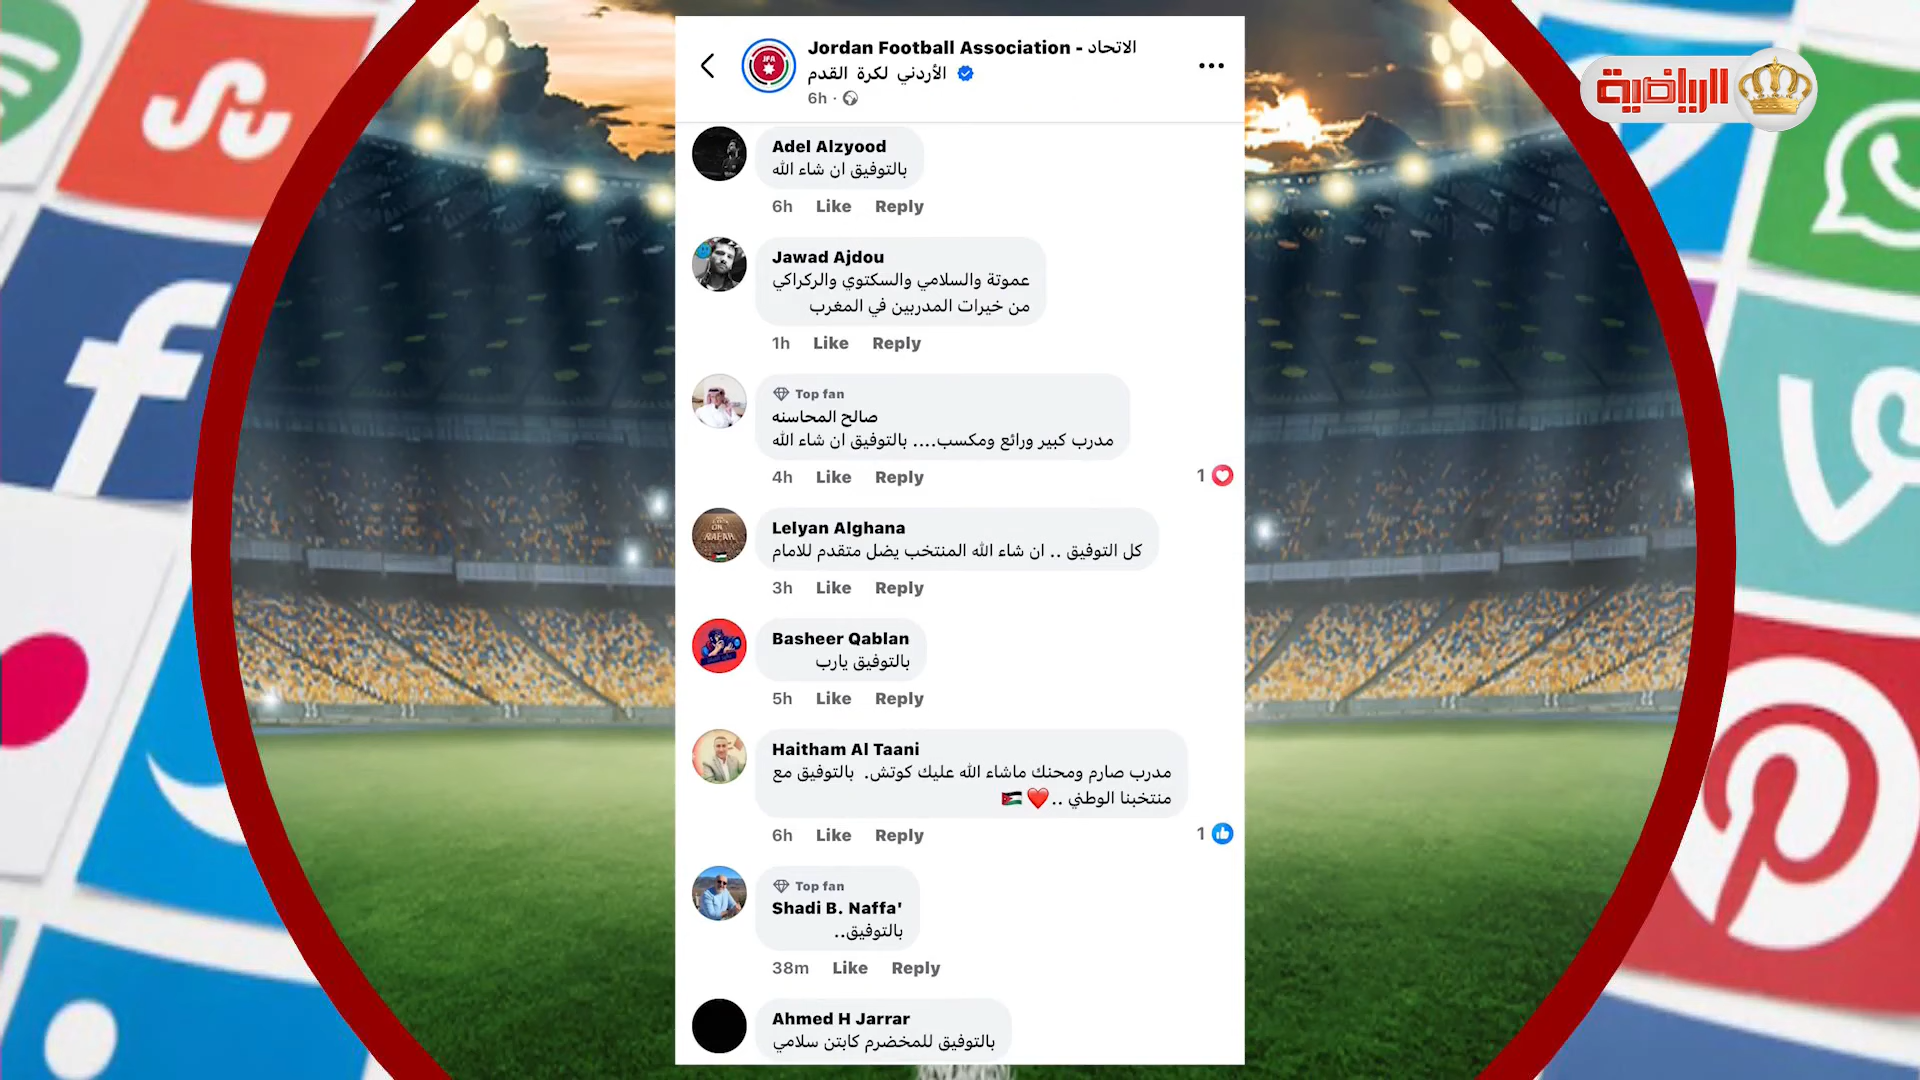 Jordan Football Association - الاتحاد
الأردني لكرة القدم
6h ·
الرياضية
Adel Alzyood
بالتوفيق ان شاء الله
6h Like Reply
Jawad Ajdou
عموتة والسلامي والسكتوي والركراكي
من خيرات المدربين في المغرب
1h Like Reply
Top fan
صالح المحاسنه
مدرب كبير ورائع ومكسب.... بالتوفيق ان شاء الله
4h Like Reply 1
Lelyan Alghana
كل التوفيق .. ان شاء الله المنتخب يضل متقدم للامام
3h Like Reply
Basheer Qablan
بالتوفيق يارب
5h Like Reply
Haitham Al Taani
مدرب صارم ومحنك ماشاء الله عليك كوتش. بالتوفيق مع
منتخبنا الوطني ..❤️🇯🇴
6h Like Reply 1
Top fan
Shadi B. Naffa'
بالتوفيق..
38m Like Reply
Ahmed H Jarrar
بالتوفيق للمخضرم كابتن سلامي